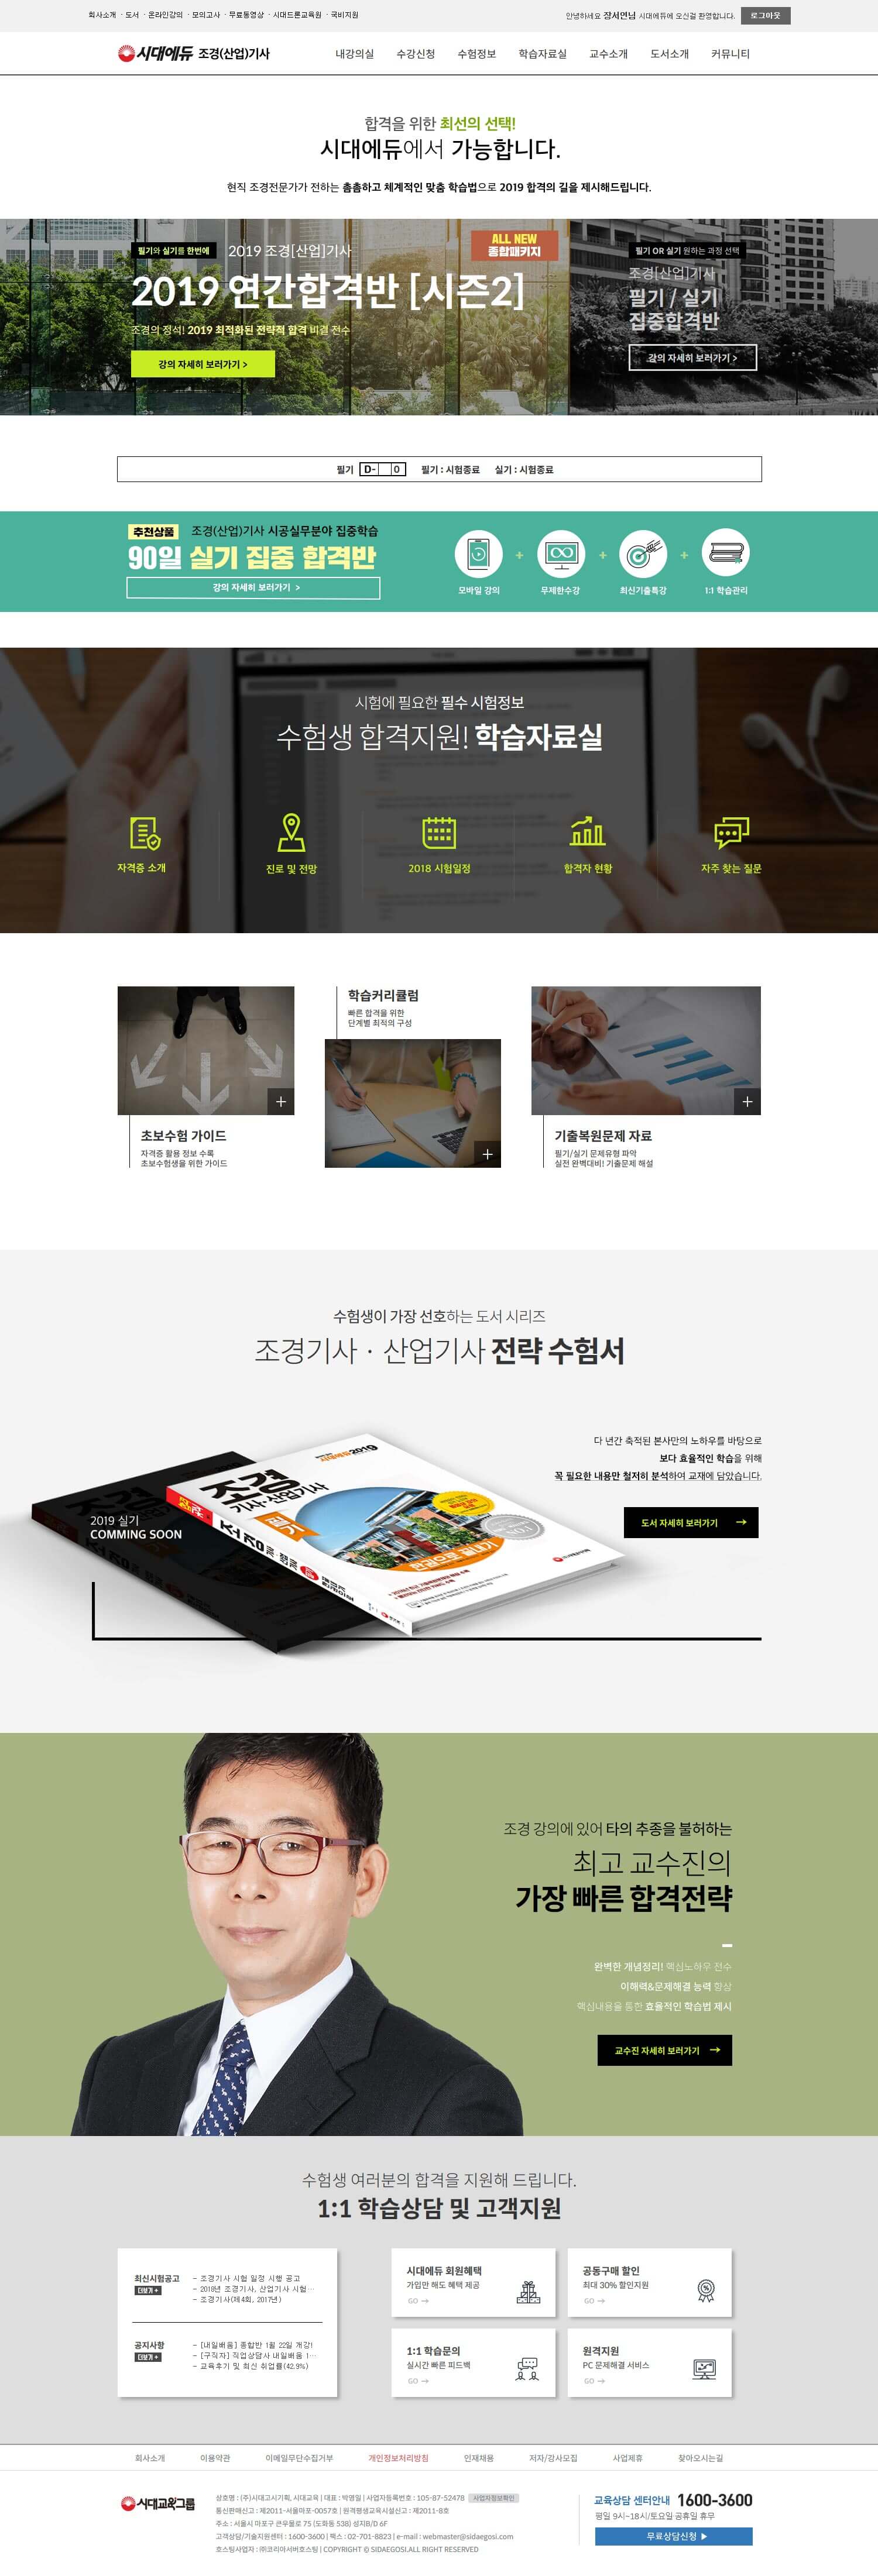 회사소개 · 도서 · 온라인강의 · 모의고사 · 무료동영상 · 시대드론교육원 · 국비지원
안녕하세요 장서연님 시대에듀에 오신걸 환영합니다. 로그아웃
시대에듀 조경(산업)기사
내강의실 수강신청 수험정보 학습자료실 교수소개 도서소개 커뮤니티
합격을 위한 최선의 선택!
시대에듀에서 가능합니다.
현직 조경전문가가 전하는 촘촘하고 체계적인 맞춤 학습법으로 2019 합격의 길을 제시해드립니다.
필기와 실기를 한번에 2019 조경[산업]기사
ALL NEW
종합패키지
2019 연간합격반 [시즌2]
조경의 정석! 2019 최적화된 전략적 합격 비결 전수
강의 자세히 보러가기 >
필기 OR 실기 원하는 과정 선택
조경[산업]기사
필기 / 실기
집중합격반
강의 자세히 보러가기 >
필기 D- 0 필기 : 시험종료 실기 : 시험종료
추천상품 조경(산업)기사 시공실무분야 집중학습
90일 실기 집중 합격반
강의 자세히 보러가기 >
모바일 강의 + 무제한수강 + 최신기출특강 + 1:1 학습관리
시험에 필요한 필수 시험정보
수험생 합격지원! 학습자료실
자격증 소개 진로 및 전망 2018 시험일정 합격자 현황 자주 찾는 질문
학습커리큘럼
빠른 합격을 위한
단계별 최적의 구성
초보수험 가이드
자격증 활용 정보 수록
초보수험생을 위한 가이드
기출복원문제 자료
필기/실기 문제유형 파악
실전 완벽대비! 기출문제 해설
수험생이 가장 선호하는 도서 시리즈
조경기사 · 산업기사 전략 수험서
다 년간 축적된 본사만의 노하우를 바탕으로
보다 효율적인 학습을 위해
꼭 필요한 내용만 철저히 분석하여 교재에 담았습니다.
도서 자세히 보러가기 →
2019 실기
COMMING SOON
시대에듀2019
조경
기사·산업기사
필기
한권으로 끝내기
조경 강의에 있어 타의 추종을 불허하는
최고 교수진의
가장 빠른 합격전략
완벽한 개념정리! 핵심노하우 전수
이해력&문제해결 능력 향상
핵심내용을 통한 효율적인 학습법 제시
교수진 자세히 보러가기 →
수험생 여러분의 합격을 지원해 드립니다.
1:1 학습상담 및 고객지원
최신시험공고
더보기 +
- 조경기사 시험 일정 시행 공고
- 2018년 조경기사, 산업기사 시험…
- 조경기사(제4회, 2017년)
공지사항
더보기 +
- [내일배움] 종합반 1월 22일 개강!
- [구직자] 직업상담사 내일배움 1…
- 교육후기 및 최신 취업률(42.9%)
시대에듀 회원혜택
가입만 해도 혜택 제공
GO →
공동구매 할인
최대 30% 할인지원
GO →
1:1 학습문의
실시간 빠른 피드백
GO →
원격지원
PC 문제해결 서비스
GO →
회사소개 이용약관 이메일무단수집거부 개인정보처리방침 인재채용 저자/강사모집 사업제휴 찾아오시는길
시대교육그룹
상호명 : (주)시대고시기획, 시대교육 | 대표 : 박영일 | 사업자등록번호 : 105-87-52478 사업자정보확인
통신판매신고 : 제2011-서울마포-0057호 | 원격평생교육시설신고 : 제2011-8호
주소 : 서울시 마포구 큰우물로 75 (도화동 538) 성지B/D 6F
고객상담/기술지원센터 : 1600-3600 | 팩스 : 02-701-8823 | e-mail : webmaster@sidaegosi.com
호스팅사업자 : ㈜코리아서버호스팅 | COPYRIGHT © SIDAEGOSI.ALL RIGHT RESERVED
교육상담 센터안내 1600-3600
평일 9시~18시/토요일·공휴일 휴무
무료상담신청 ▶